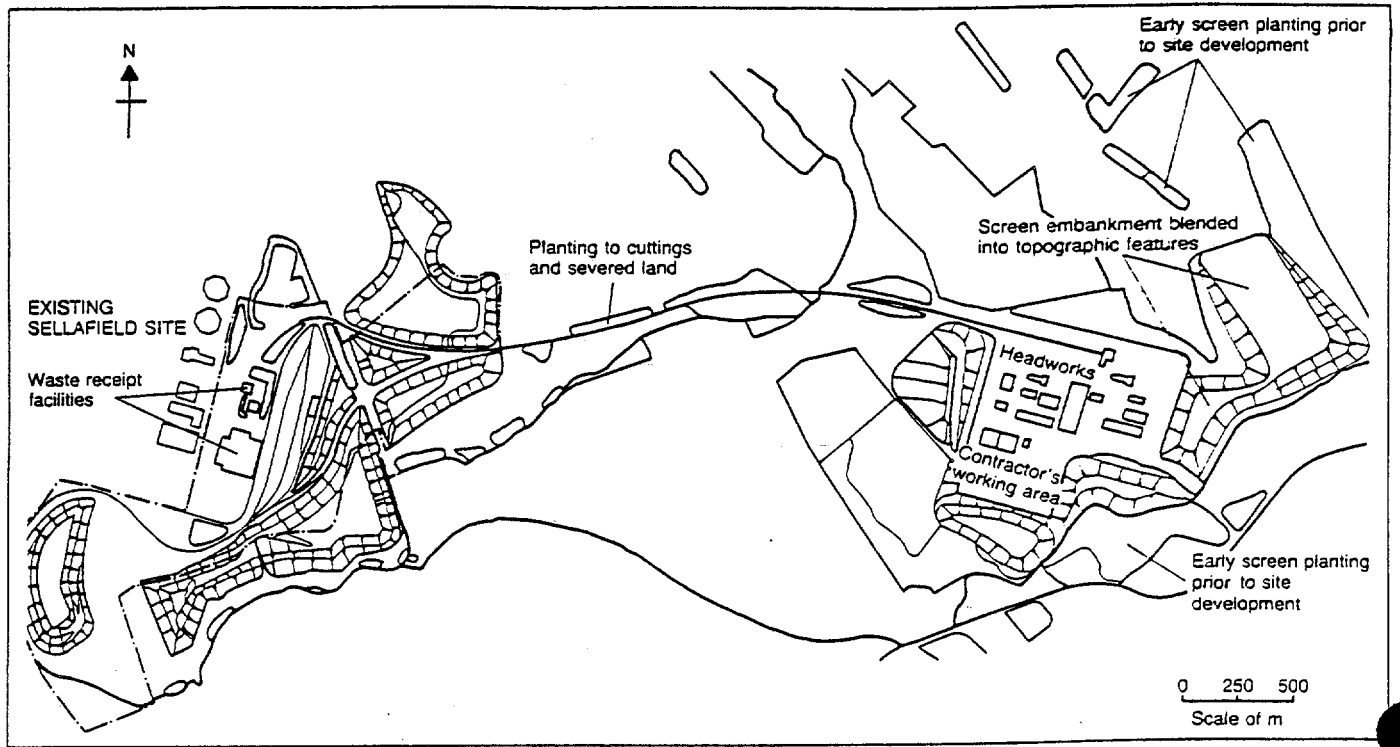 Early screen planting prior
to site development
N
Screen embankment blended
into topographic features
Planting to cuttings
and severed land
EXISTING
SELLAFIELD SITE
Waste receipt
facilities
Headworks
Contractor's
working area
Early screen planting
prior to site
development
0 250 500
Scale of m